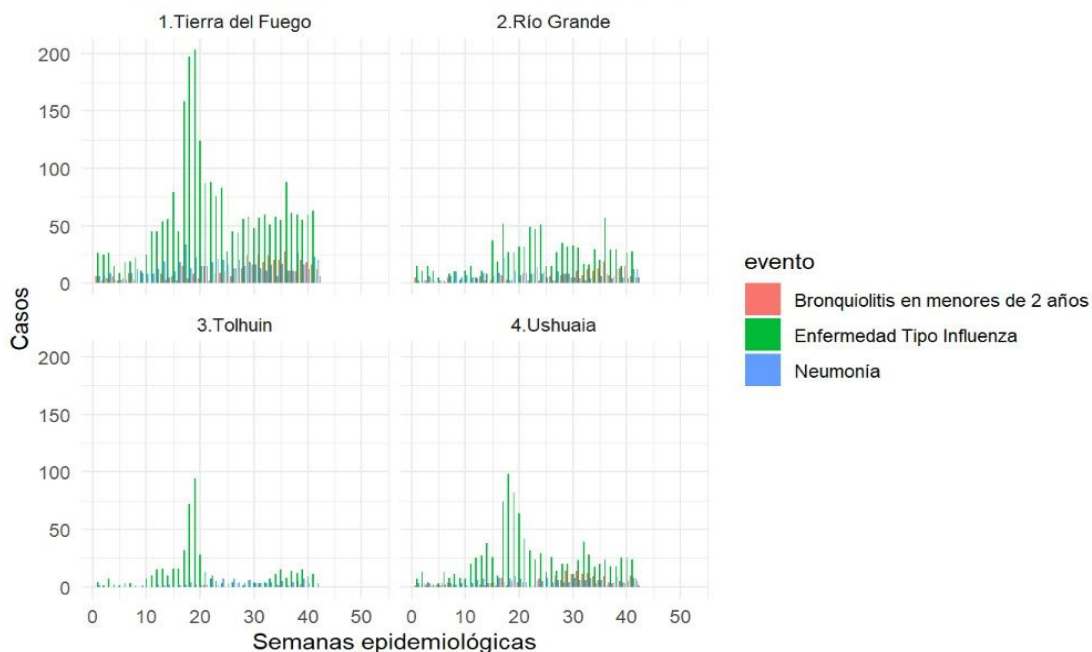 1.Tierra del Fuego
2.Río Grande
200
150
100
50
0
3.Tolhuin
4.Ushuaia
200
150
100
50
0
0 10 20 30 40 50
0 10 20 30 40 50
Casos
Semanas epidemiológicas
evento
Bronquiolitis en menores de 2 años
Enfermedad Tipo Influenza
Neumonía